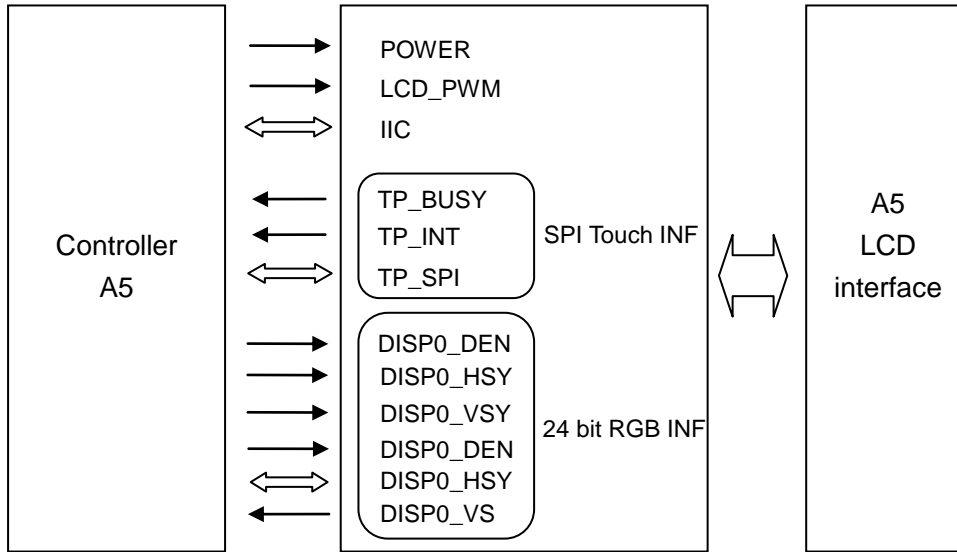 Controller
A5
POWER
LCD_PWM
IIC
TP_BUSY
TP_INT
TP_SPI
SPI Touch INF
DISP0_DEN
DISP0_HSY
DISP0_VSY
DISP0_DEN
DISP0_HSY
DISP0_VS
24 bit RGB INF
A5
LCD
interface